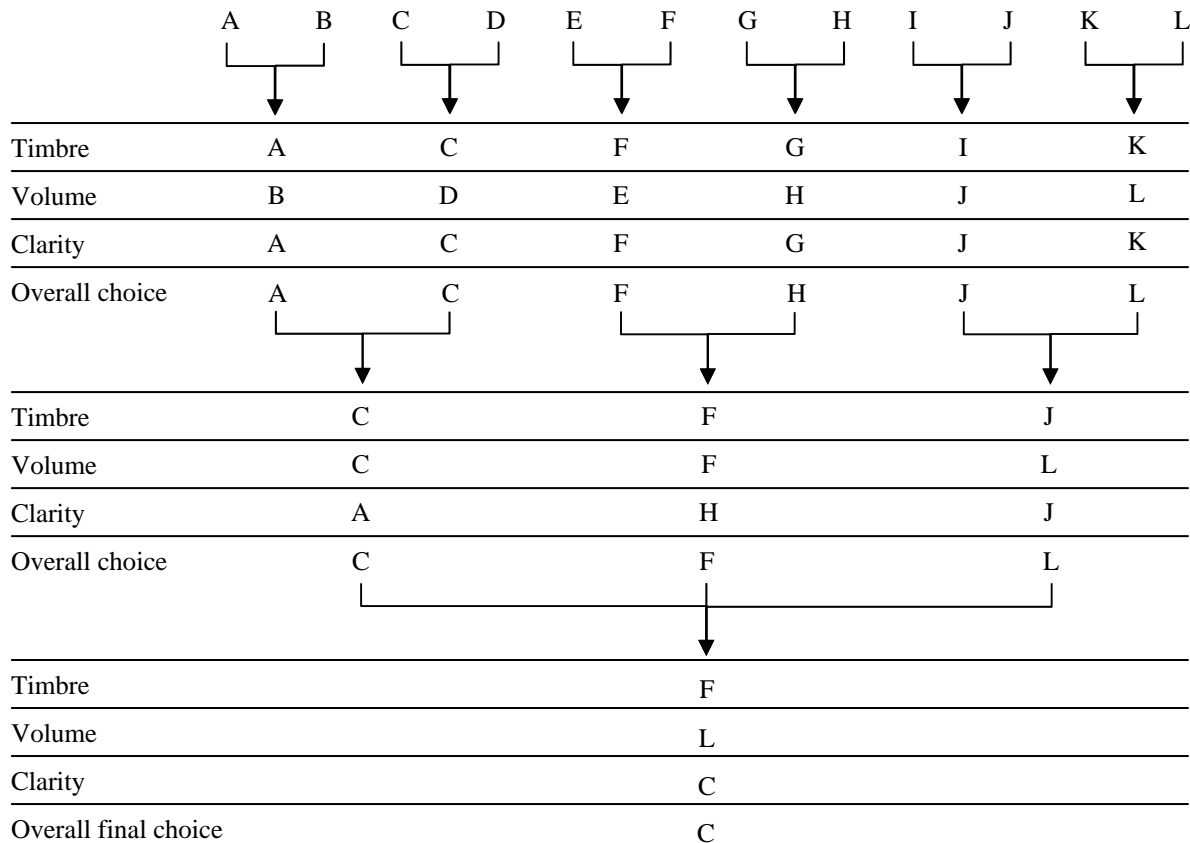 A B C D E F G H I J K L
Timbre A C F G I K
Volume B D E H J L
Clarity A C F G J K
Overall choice A C F H J L
Timbre C F J
Volume C F L
Clarity A H J
Overall choice C F L
Timbre F
Volume L
Clarity C
Overall final choice C